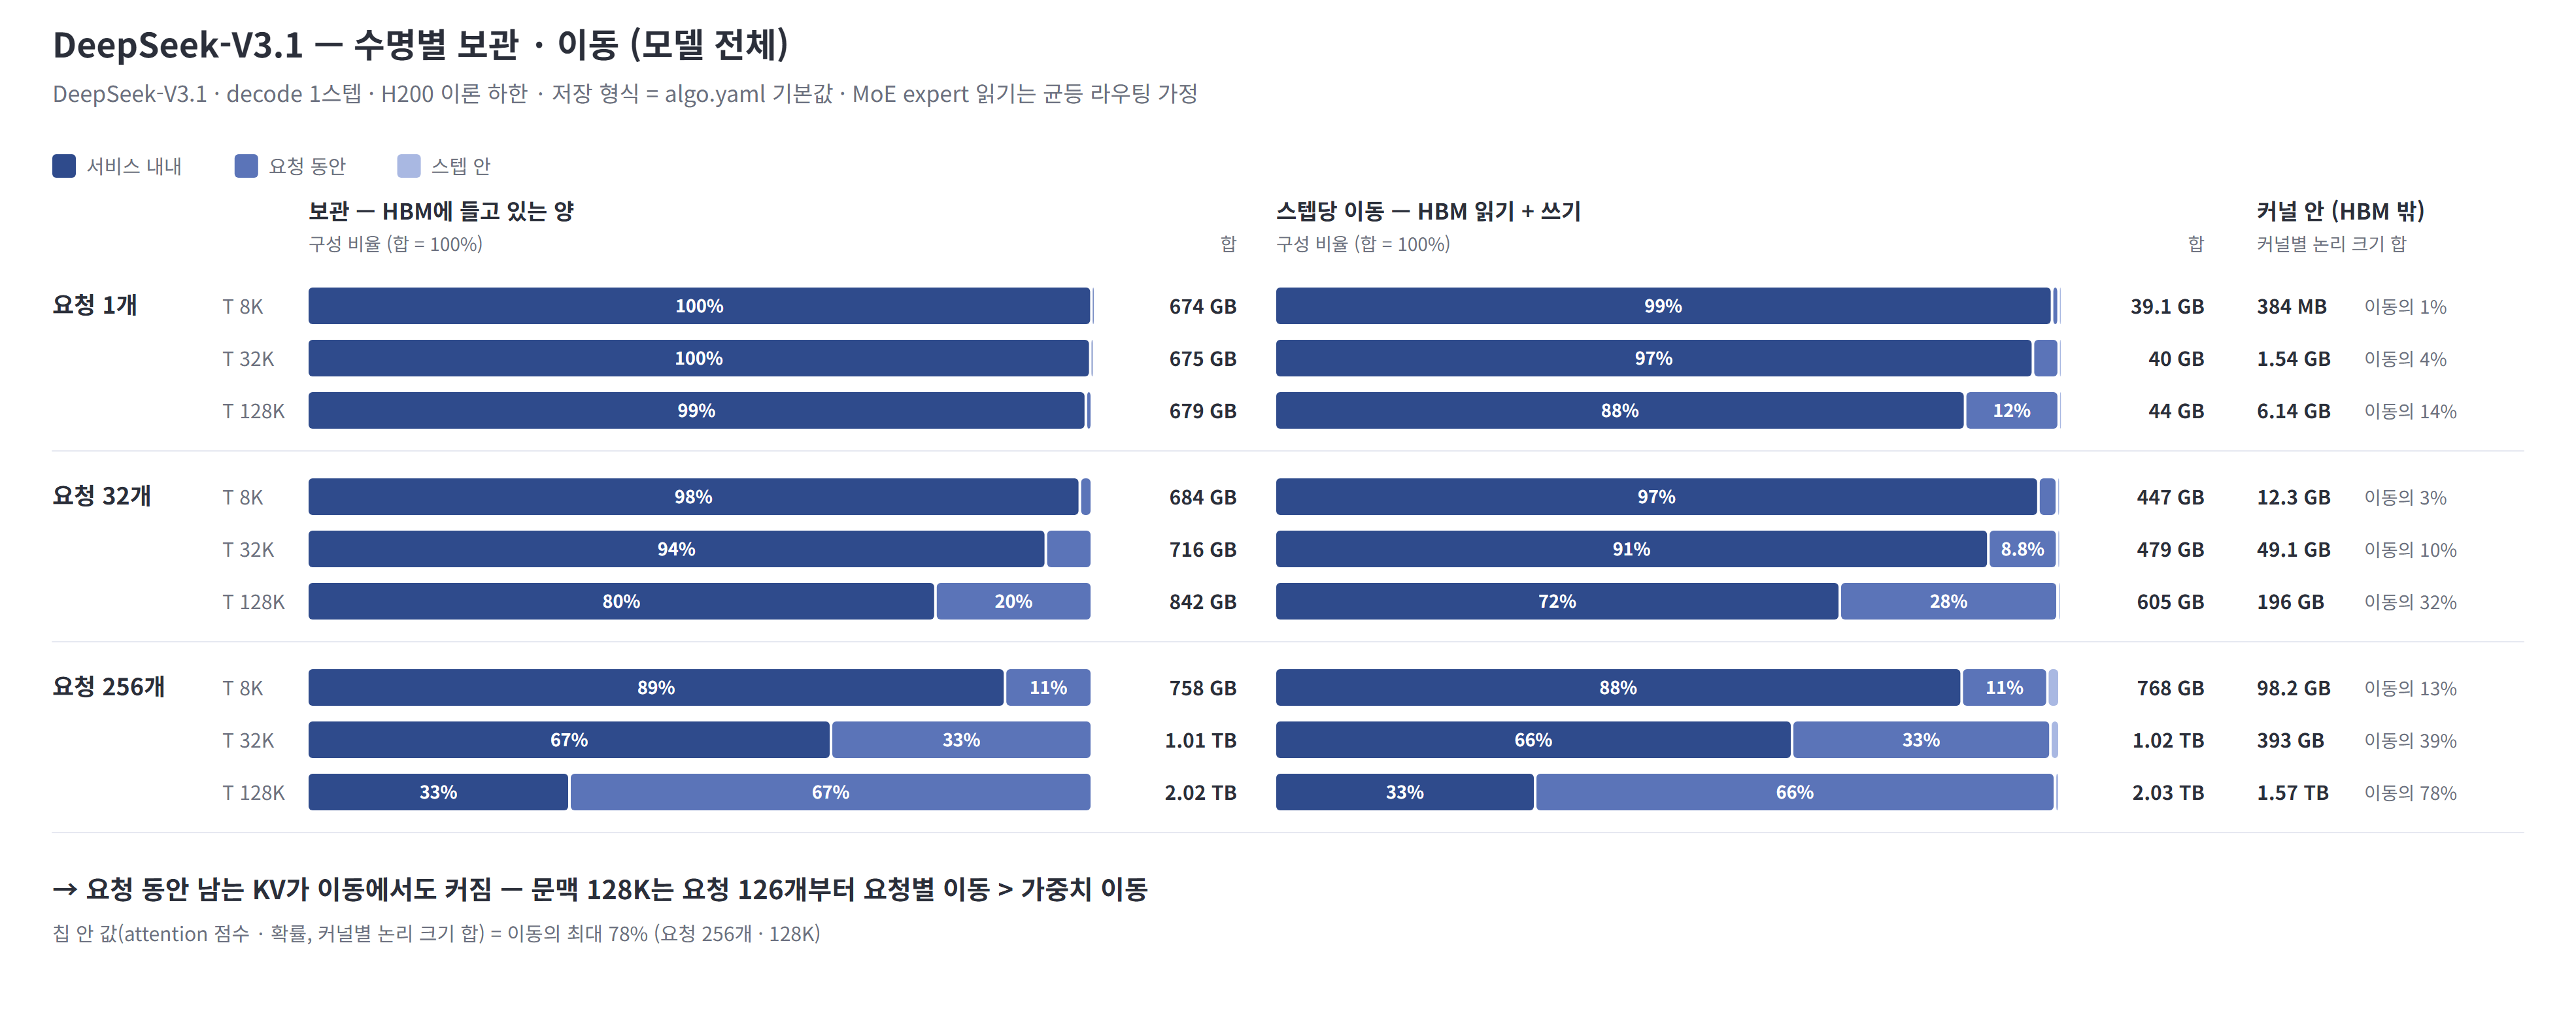 DeepSeek-V3.1 — 수명별 보관 · 이동 (모델 전체)
DeepSeek-V3.1 · decode 1스텝 · H200 이론 하한 · 저장 형식 = algo.yaml 기본값 · MoE expert 읽기는 균등 라우팅 가정
서비스 내내 요청 동안 스텝 안
보관 — HBM에 들고 있는 양 스텝당 이동 — HBM 읽기 + 쓰기 커널 안 (HBM 밖)
구성 비율 (합 = 100%) 합 구성 비율 (합 = 100%) 합 커널별 논리 크기 합
요청 1개 T 8K 100% 674 GB 99% 39.1 GB 384 MB 이동의 1%
T 32K 100% 675 GB 97% 40 GB 1.54 GB 이동의 4%
T 128K 99% 679 GB 88% 12% 44 GB 6.14 GB 이동의 14%
요청 32개 T 8K 98% 684 GB 97% 447 GB 12.3 GB 이동의 3%
T 32K 94% 716 GB 91% 8.8% 479 GB 49.1 GB 이동의 10%
T 128K 80% 20% 842 GB 72% 28% 605 GB 196 GB 이동의 32%
요청 256개 T 8K 89% 11% 758 GB 88% 11% 768 GB 98.2 GB 이동의 13%
T 32K 67% 33% 1.01 TB 66% 33% 1.02 TB 393 GB 이동의 39%
T 128K 33% 67% 2.02 TB 33% 66% 2.03 TB 1.57 TB 이동의 78%
→ 요청 동안 남는 KV가 이동에서도 커짐 — 문맥 128K는 요청 126개부터 요청별 이동 > 가중치 이동
칩 안 값(attention 점수 · 확률, 커널별 논리 크기 합) = 이동의 최대 78% (요청 256개 · 128K)